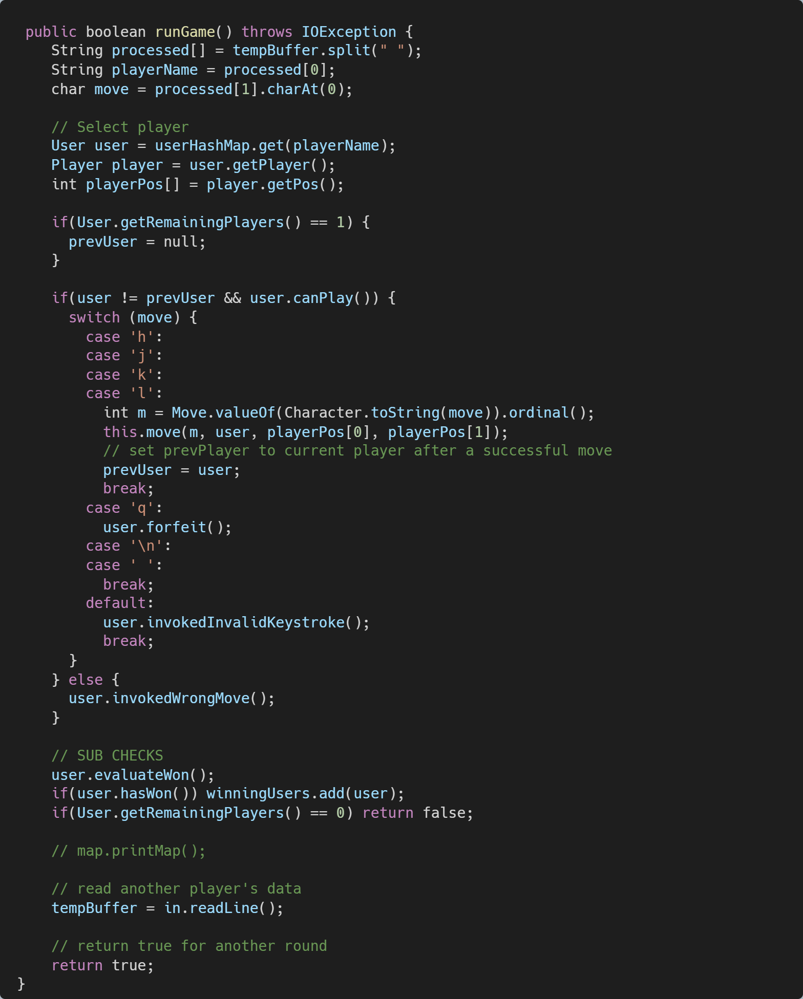 public boolean runGame() throws IOException {
String processed[] = tempBuffer.split(" ");
String playerName = processed[0];
char move = processed[1].charAt(0);
// Select player
User user = userHashMap.get(playerName);
Player player = user.getPlayer();
int playerPos[] = player.getPos();
if(User.getRemainingPlayers() == 1) {
prevUser = null;
}
if(user != prevUser && user.canPlay()) {
switch (move) {
case 'h':
case 'j':
case 'k':
case 'l':
int m = Move.valueOf(Character.toString(move)).ordinal();
this.move(m, user, playerPos[0], playerPos[1]);
// set prevPlayer to current player after a successful move
prevUser = user;
break;
case 'q':
user.forfeit();
case '\n':
case ' ':
break;
default:
user.invokedInvalidKeystroke();
break;
}
} else {
user.invokedWrongMove();
}
// SUB CHECKS
user.evaluateWon();
if(user.hasWon()) winningUsers.add(user);
if(User.getRemainingPlayers() == 0) return false;
// map.printMap();
// read another player's data
tempBuffer = in.readLine();
// return true for another round
return true;
}